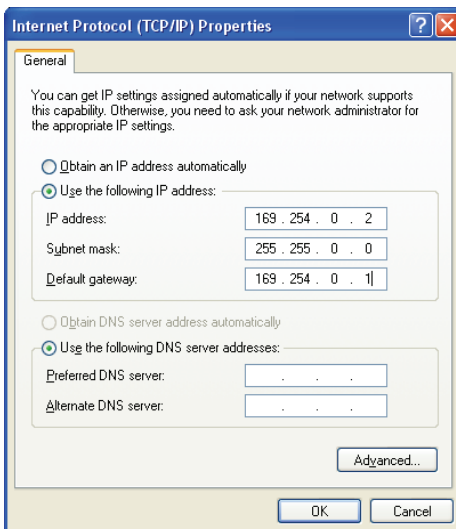 Internet Protocol (TCP/IP) Properties
General
You can get IP settings assigned automatically if your network supports
this capability. Otherwise, you need to ask your network administrator for
the appropriate IP settings.
Obtain an IP address automatically
Use the following IP address:
IP address: 169 . 254 . 0 . 2
Subnet mask: 255 . 255 . 0 . 0
Default gateway: 169 . 254 . 0 . 1
Obtain DNS server address automatically
Use the following DNS server addresses:
Preferred DNS server: . . .
Alternate DNS server: . . .
Advanced...
OK Cancel